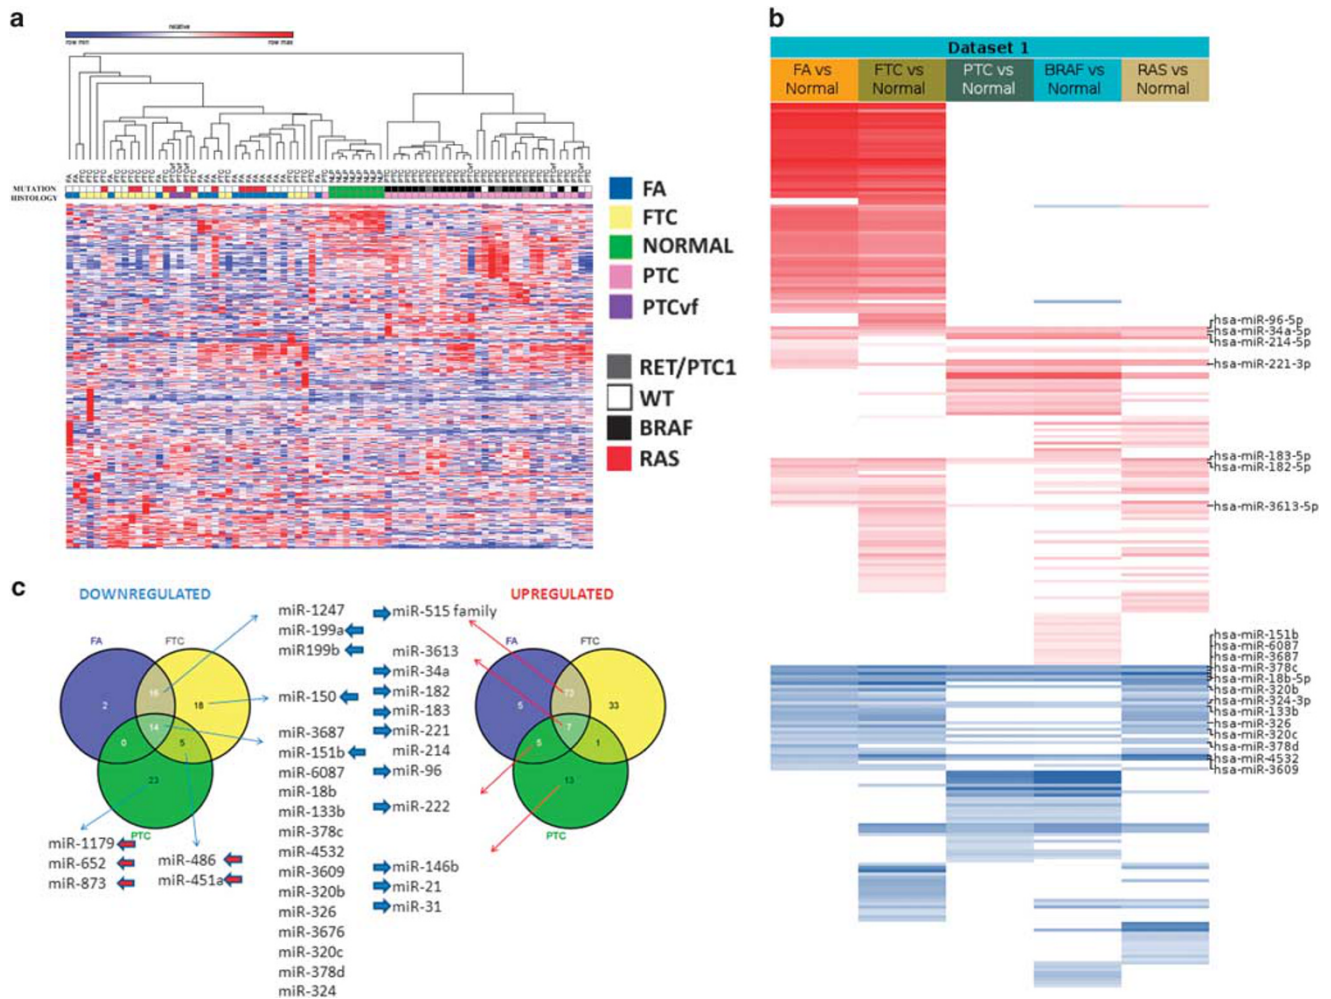 a
relative
row min
row max
MUTATION
HISTOLOGY
FA
FTC
NORMAL
PTC
PTCvf
RET/PTC1
WT
BRAF
RAS
b
Dataset 1
FA vs Normal
FTC vs Normal
PTC vs Normal
BRAF vs Normal
RAS vs Normal
hsa-miR-96-5p
hsa-miR-34a-5p
hsa-miR-214-5p
hsa-miR-221-3p
hsa-miR-183-5p
hsa-miR-182-5p
hsa-miR-3613-5p
hsa-miR-151b
hsa-miR-6087
hsa-miR-3687
hsa-miR-378c
hsa-miR-18b-5p
hsa-miR-320b
hsa-miR-324-3p
hsa-miR-133b
hsa-miR-326
hsa-miR-320c
hsa-miR-378d
hsa-miR-4532
hsa-miR-3609
c
DOWNREGULATED
FA
FTC
2
18
14
0
5
23
PTC
miR-1179
miR-652
miR-873
miR-486
miR-451a
miR-1247
miR-199a
miR199b
miR-150
miR-3687
miR-151b
miR-6087
miR-18b
miR-133b
miR-378c
miR-4532
miR-3609
miR-320b
miR-326
miR-3676
miR-320c
miR-378d
miR-324
miR-515 family
miR-3613
miR-34a
miR-182
miR-183
miR-221
miR-214
miR-96
miR-222
miR-146b
miR-21
miR-31
UPREGULATED
FA
FTC
5
73
33
7
1
13
PTC